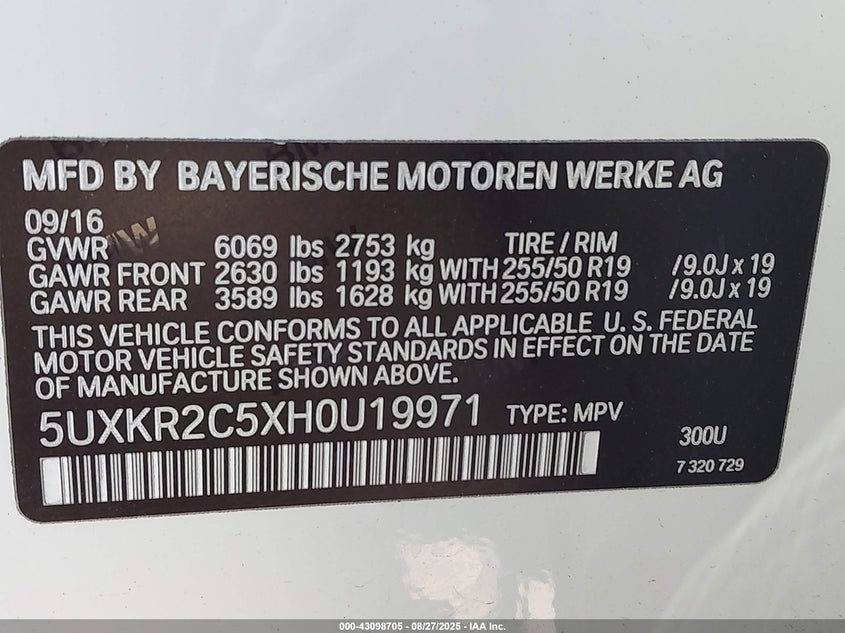 MFD BY BAYERISCHE MOTOREN WERKE AG
09/16
GVWR 6069 lbs 2753 kg TIRE / RIM
GAWR FRONT 2630 lbs 1193 kg WITH 255/50 R19 /9.0J x 19
GAWR REAR 3589 lbs 1628 kg WITH 255/50 R19 /9.0J x 19
THIS VEHICLE CONFORMS TO ALL APPLICABLE U. S. FEDERAL
MOTOR VEHICLE SAFETY STANDARDS IN EFFECT ON THE DATE
OF MANUFACTURE SHOWN ABOVE.
5UXKR2C5XH0U19971 TYPE: MPV
300U
7 320 729
000-43098705 - 08/27/2025 - IAA Inc.